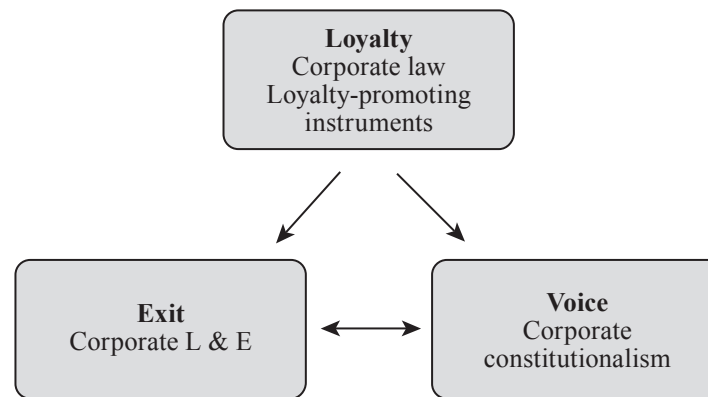 Loyalty
Corporate law
Loyalty-promoting
instruments
Exit
Corporate L & E
Voice
Corporate
constitutionalism